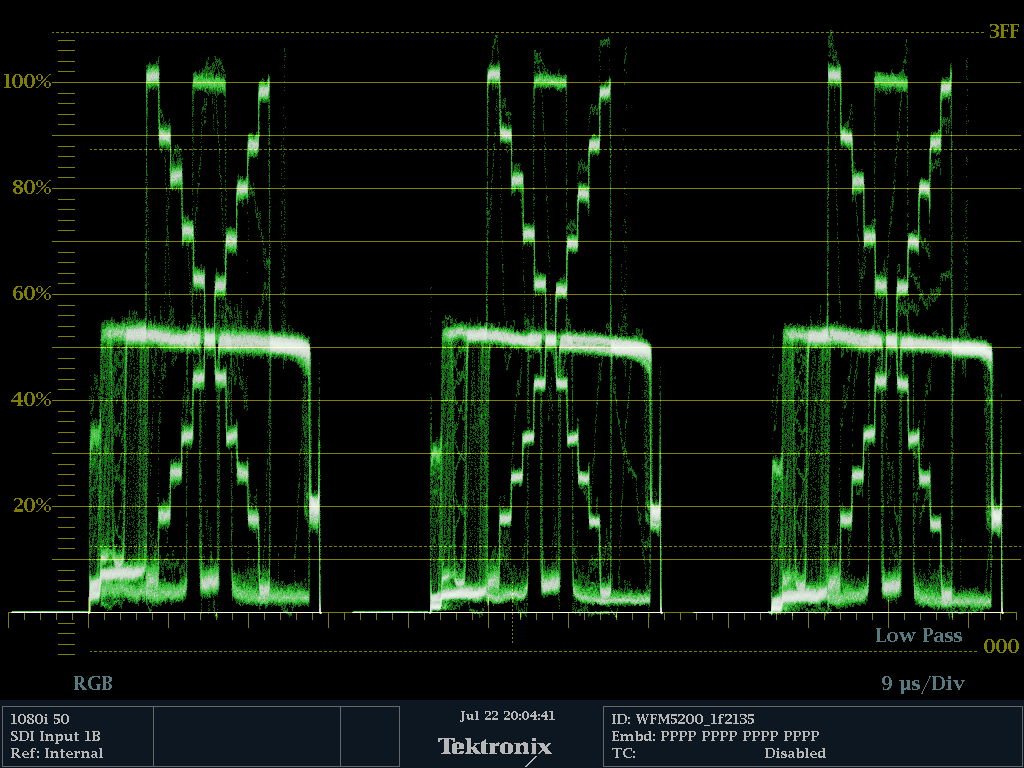 3FF
100%
80%
60%
40%
20%
Low Pass
000
RGB
9 µs/Div
1080i 50
SDI Input 1B
Ref: Internal
Jul 22 20:04:41
Tektronix
ID: WFM5200_1f2135
Embd: PPPP PPPP PPPP PPPP
TC: Disabled